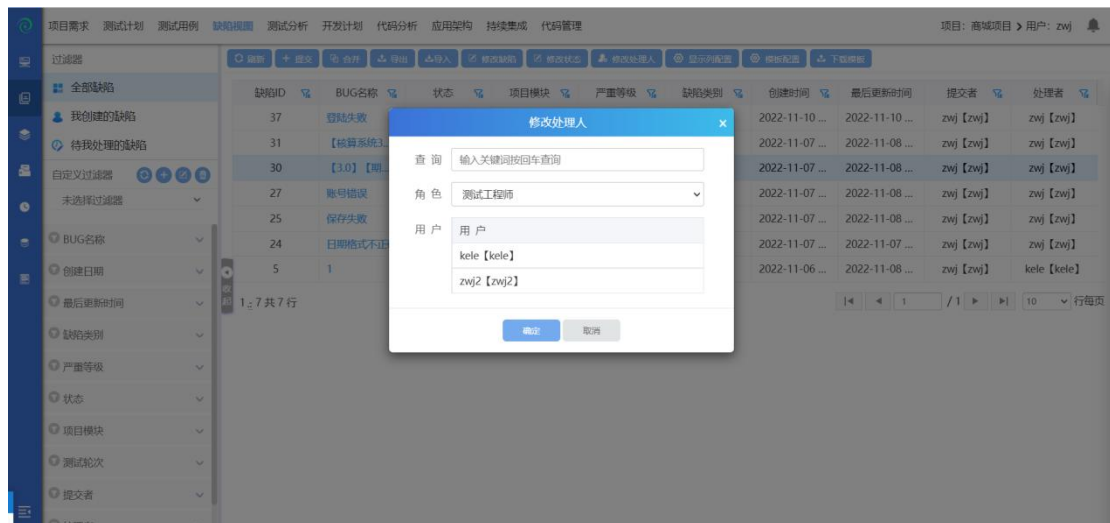 项目需求 测试计划 测试用例 缺陷视图 测试分析 开发计划 代码分析 应用架构 持续集成 代码管理 项目：商城项目 用户：zwj
过滤器
刷新 提交 合并 导出 导入 修改缺陷 修改状态 修改处理人 显示列配置 模板配置 下载模板
全部缺陷
我创建的缺陷
待我处理的缺陷
自定义过滤器
未选择过滤器
BUG名称
创建日期
最后更新时间
缺陷类别
严重等级
状态
项目模块
测试轮次
提交者
缺陷ID BUG名称 状态 项目模块 严重等级 缺陷类别 创建时间 最后更新时间 提交者 处理者
37 登陆失败 2022-11-10 ... 2022-11-10 ... zwj【zwj】 zwj【zwj】
31 【核算系统3... 2022-11-07 ... 2022-11-08 ... zwj【zwj】 zwj【zwj】
30 【3.0】【期... 2022-11-07 ... 2022-11-08 ... zwj【zwj】 zwj【zwj】
27 账号错误 2022-11-07 ... 2022-11-08 ... zwj【zwj】 zwj【zwj】
25 保存失败 2022-11-07 ... 2022-11-08 ... zwj【zwj】 zwj【zwj】
24 日期格式不正 2022-11-07 ... 2022-11-07 ... zwj【zwj】 zwj【zwj】
5 1 2022-11-06 ... 2022-11-08 ... zwj【zwj】 kele【kele】
收起
1 - 7 共 7 行 1 / 1 10 行每页
修改处理人 ×
查 询 输入关键词按回车查询
角 色 测试工程师
用 户 用 户
kele【kele】
zwj2【zwj2】
确定 取消